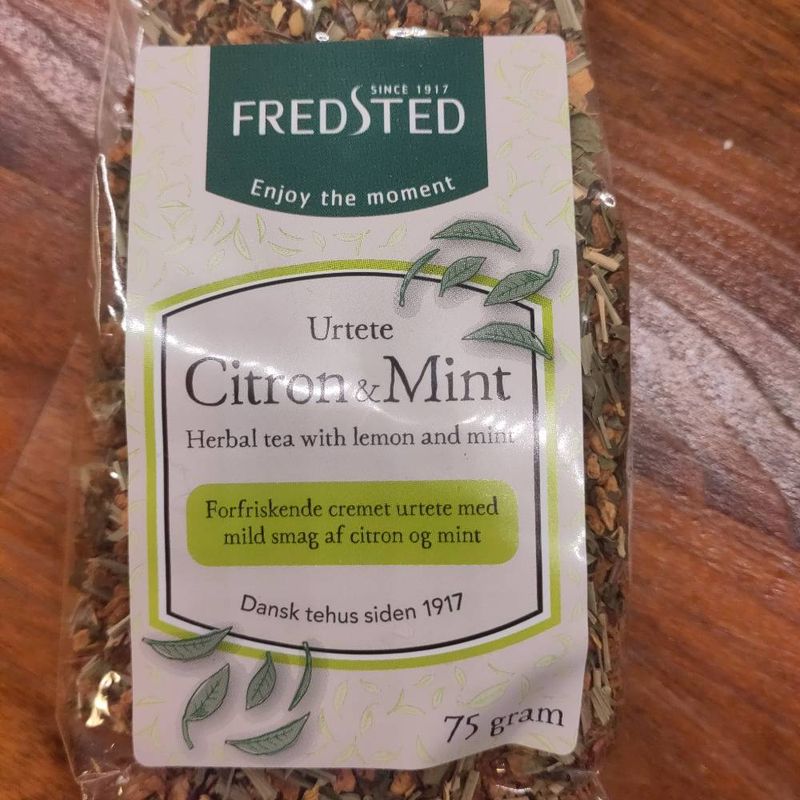 SINCE 1917
FREDSTED
Enjoy the moment
Urtete
Citron & Mint
Herbal tea with lemon and mint
Forfriskende cremet urtete med
mild smag af citron og mint
Dansk tehus siden 1917
75 gram